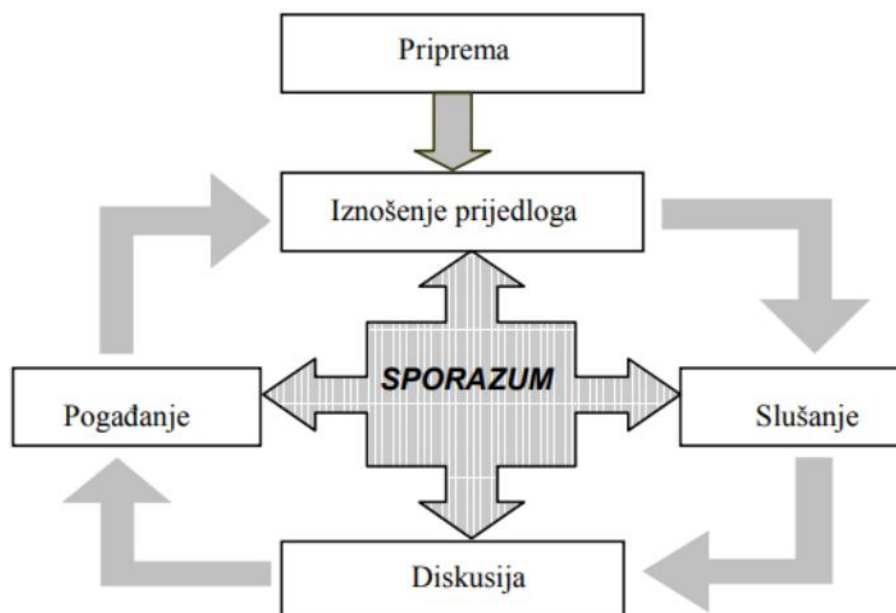 Priprema
Iznošenje prijedloga
SPORAZUM
Pogađanje
Slušanje
Diskusija